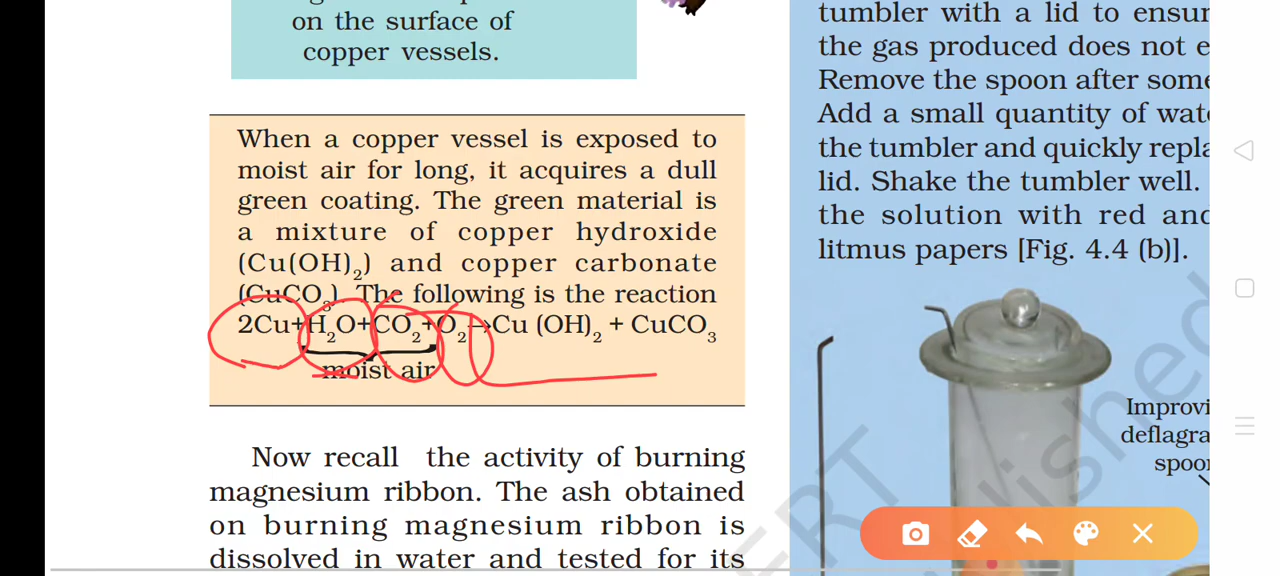 on the surface of
copper vessels.
When a copper vessel is exposed to
moist air for long, it acquires a dull
green coating. The green material is
a mixture of copper hydroxide
(Cu(OH)₂) and copper carbonate
(CuCO₃). The following is the reaction
2Cu+H₂O+CO₂+O₂→Cu (OH)₂ + CuCO₃
moist air
Now recall the activity of burning
magnesium ribbon. The ash obtained
on burning magnesium ribbon is
dissolved in water and tested for its
tumbler with a lid to ensur
the gas produced does not e
Remove the spoon after some
Add a small quantity of wate
the tumbler and quickly repla
lid. Shake the tumbler well.
the solution with red and
litmus papers [Fig. 4.4 (b)].
Improvi
deflagra
spoon